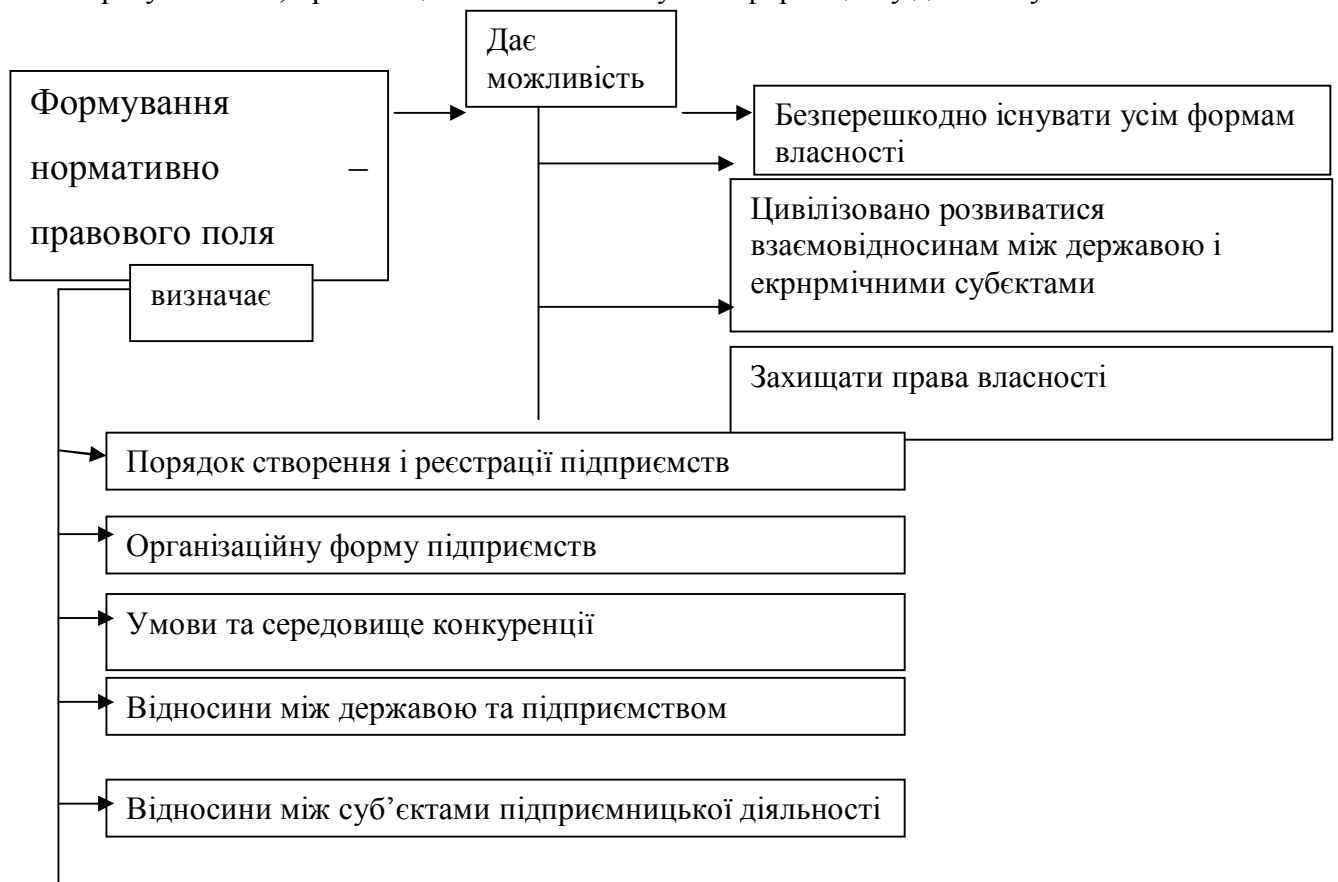 Дає
можливість
Формування
нормативно –
правового поля
визначає
Безперешкодно існувати усім формам
власності
Цивілізовано розвиватися
взаємовідносинам між державою і
екрнрмічними субєктами
Захищати права власності
Порядок створення і реєстрації підприємств
Організаційну форму підприємств
Умови та середовище конкуренції
Відносини між державою та підприємством
Відносини між суб’єктами підприємницької діяльності